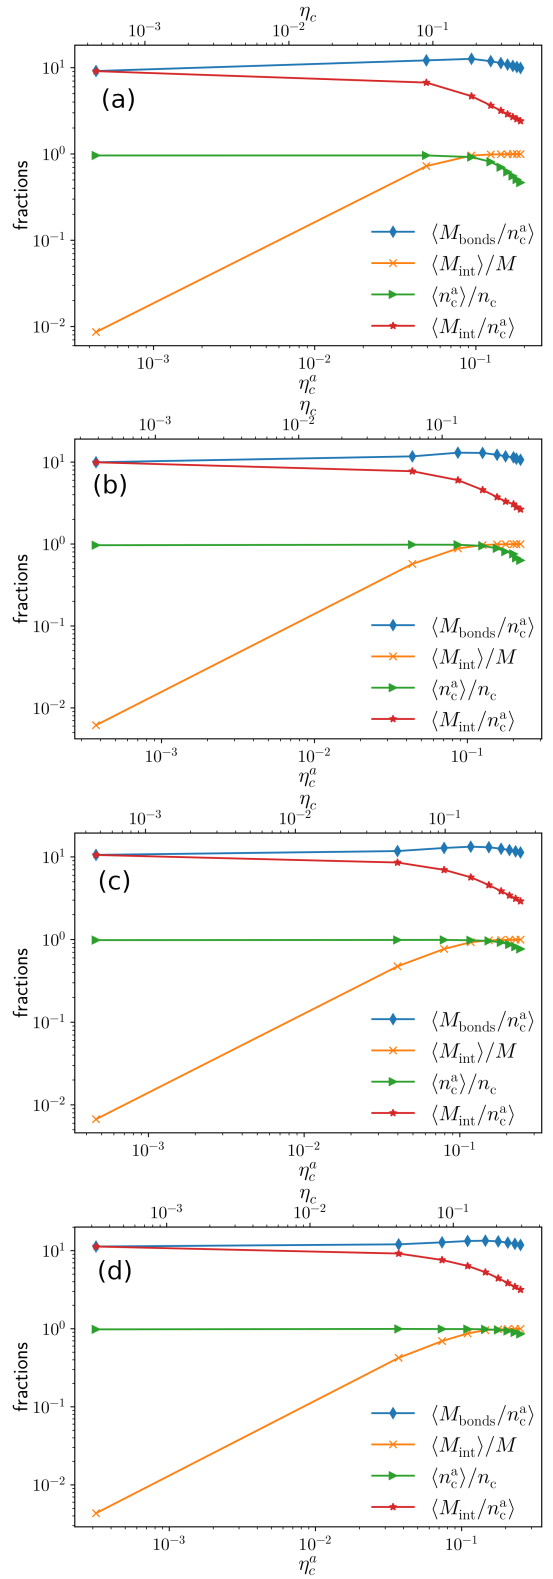 η_c
10^−3 10^−2 10^−1
10^1
(a)
10^0
fractions
10^−1
10^−2
⟨M_bonds/n_c^a⟩
⟨M_int⟩/M
⟨n_c^a⟩/n_c
⟨M_int/n_c^a⟩
10^−3 10^−2 10^−1
η_c^a
η_c
10^−3 10^−2 10^−1
10^1
(b)
10^0
fractions
10^−1
10^−2
⟨M_bonds/n_c^a⟩
⟨M_int⟩/M
⟨n_c^a⟩/n_c
⟨M_int/n_c^a⟩
10^−3 10^−2 10^−1
η_c^a
η_c
10^−3 10^−2 10^−1
10^1
(c)
10^0
fractions
10^−1
10^−2
⟨M_bonds/n_c^a⟩
⟨M_int⟩/M
⟨n_c^a⟩/n_c
⟨M_int/n_c^a⟩
10^−3 10^−2 10^−1
η_c^a
η_c
10^−3 10^−2 10^−1
10^1
(d)
10^0
fractions
10^−1
10^−2
⟨M_bonds/n_c^a⟩
⟨M_int⟩/M
⟨n_c^a⟩/n_c
⟨M_int/n_c^a⟩
10^−3 10^−2 10^−1
η_c^a